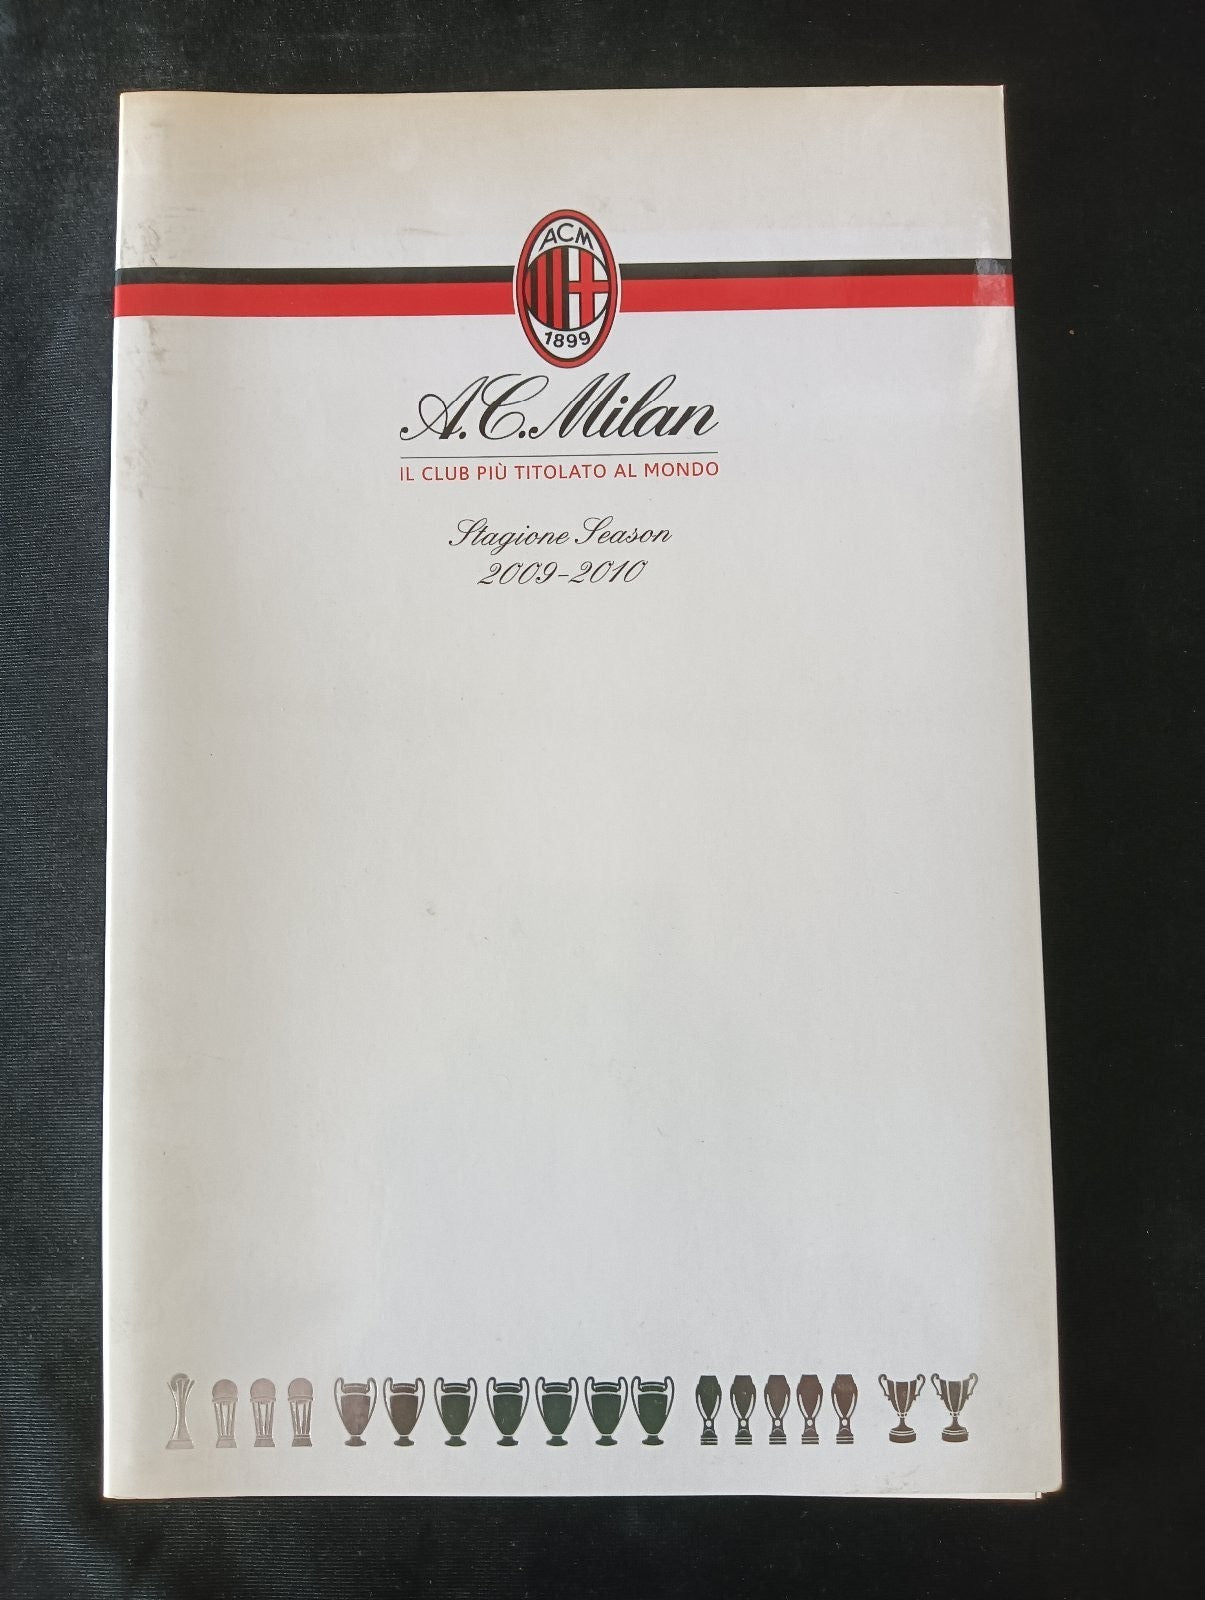 ACM
1899
A.C. Milan
IL CLUB PIÙ TITOLATO AL MONDO
Stagione Season
2009-2010